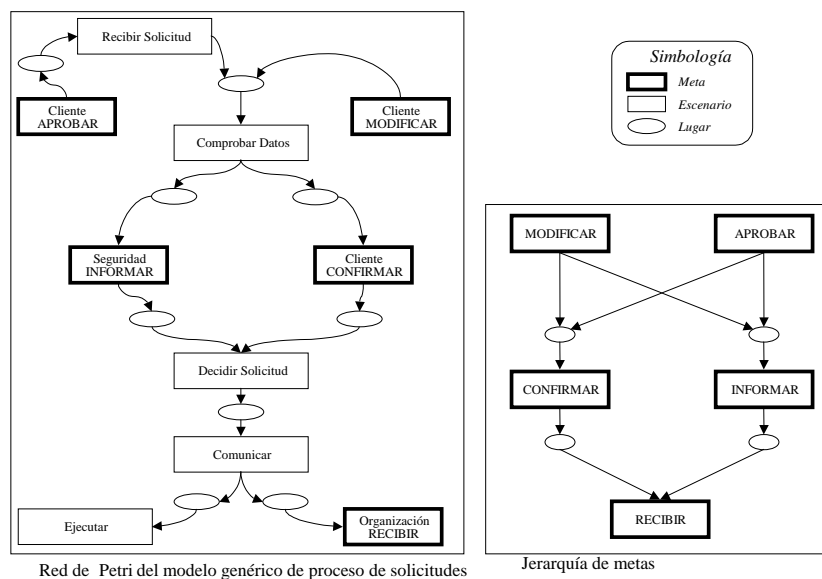 Recibir Solicitud
Cliente
APROBAR
Cliente
MODIFICAR
Comprobar Datos
Seguridad
INFORMAR
Cliente
CONFIRMAR
Decidir Solicitud
Comunicar
Ejecutar
Organización
RECIBIR
Red de Petri del modelo genérico de proceso de solicitudes
Simbología
Meta
Escenario
Lugar
MODIFICAR
APROBAR
CONFIRMAR
INFORMAR
RECIBIR
Jerarquía de metas